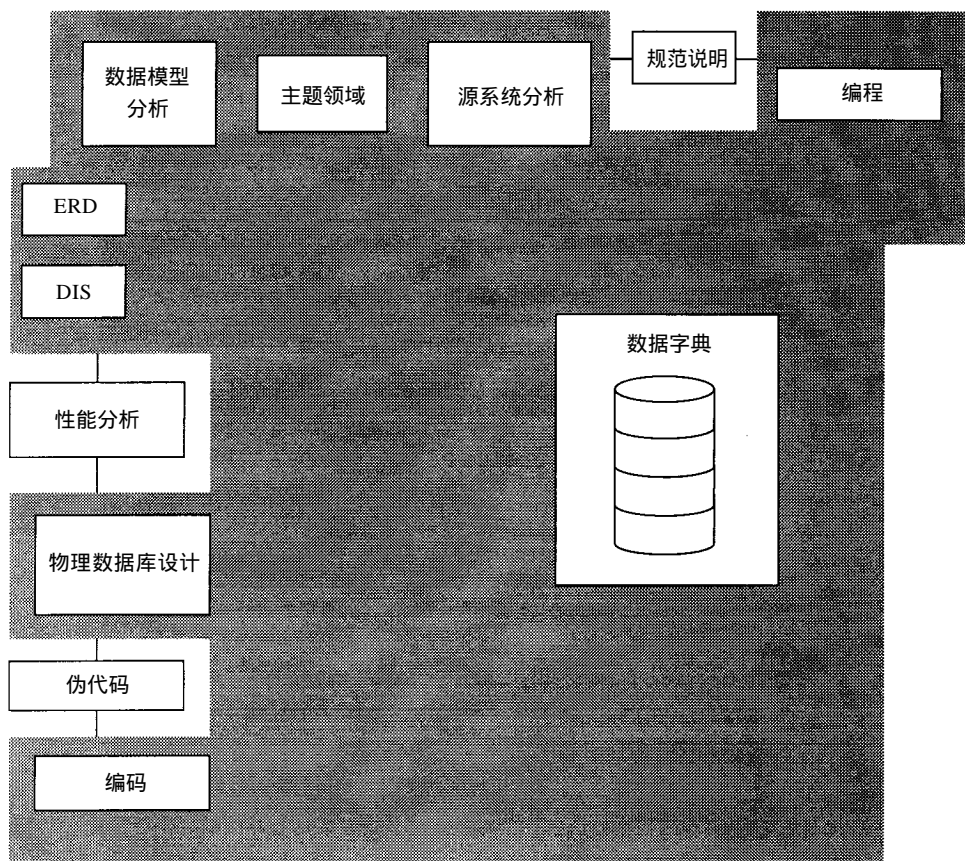 数据模型
分析
主题领域
源系统分析
规范说明
编程
ERD
DIS
数据字典
性能分析
物理数据库设计
伪代码
编码